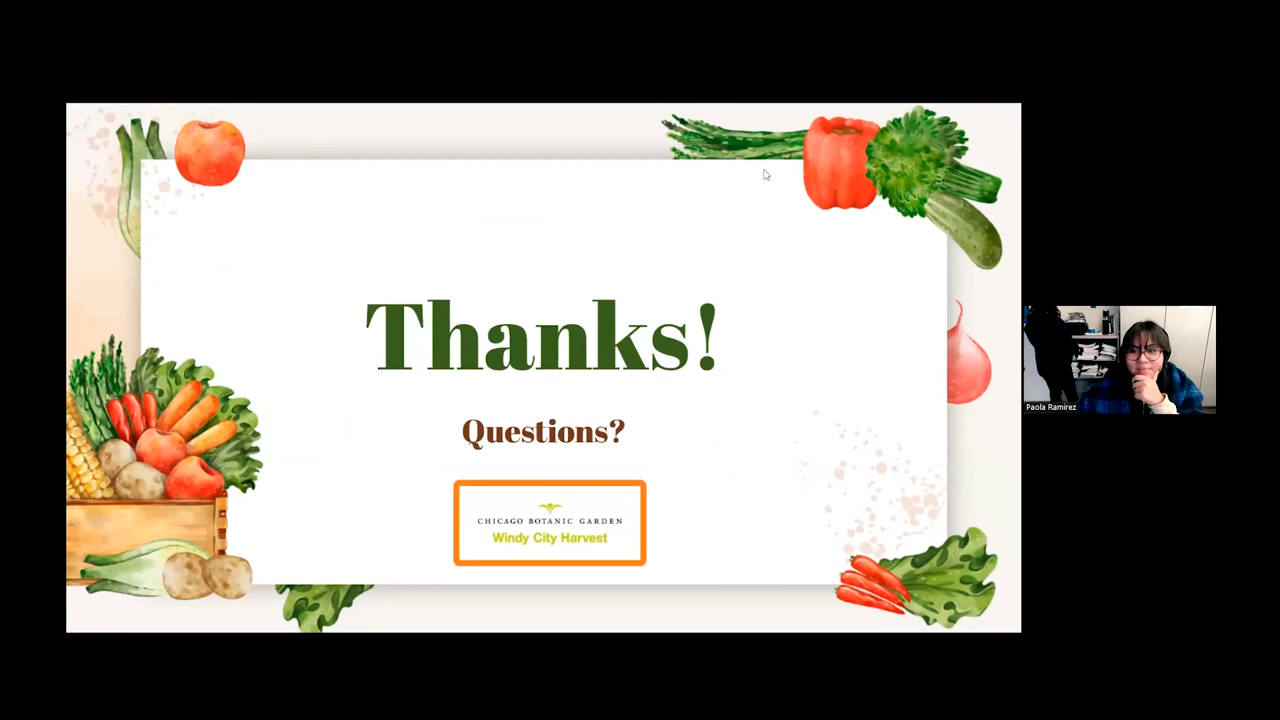 Thanks!
Questions?
CHICAGO BOTANIC GARDEN
Windy City Harvest
Paola Ramirez